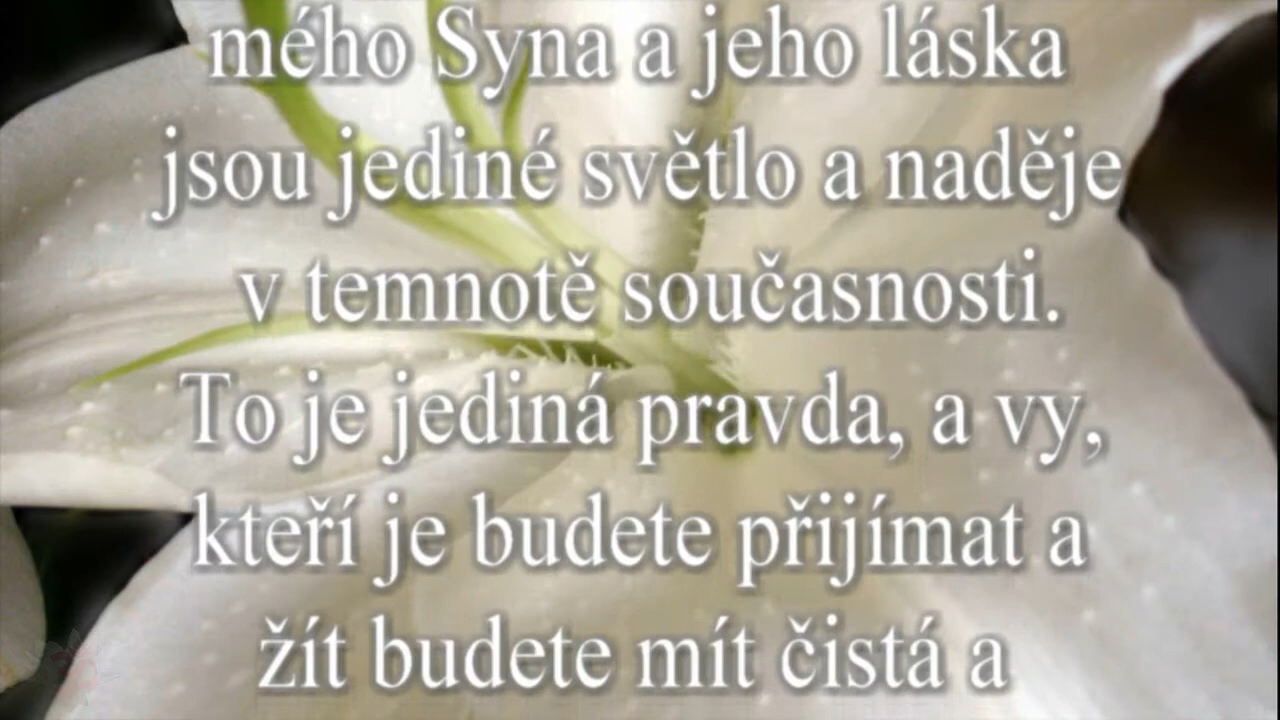 mého Syna a jeho láska
jsou jediné světlo a naděje
v temnotě současnosti.
To je jediná pravda, a vy,
kteří je budete přijímat a
žít budete mít čistá a